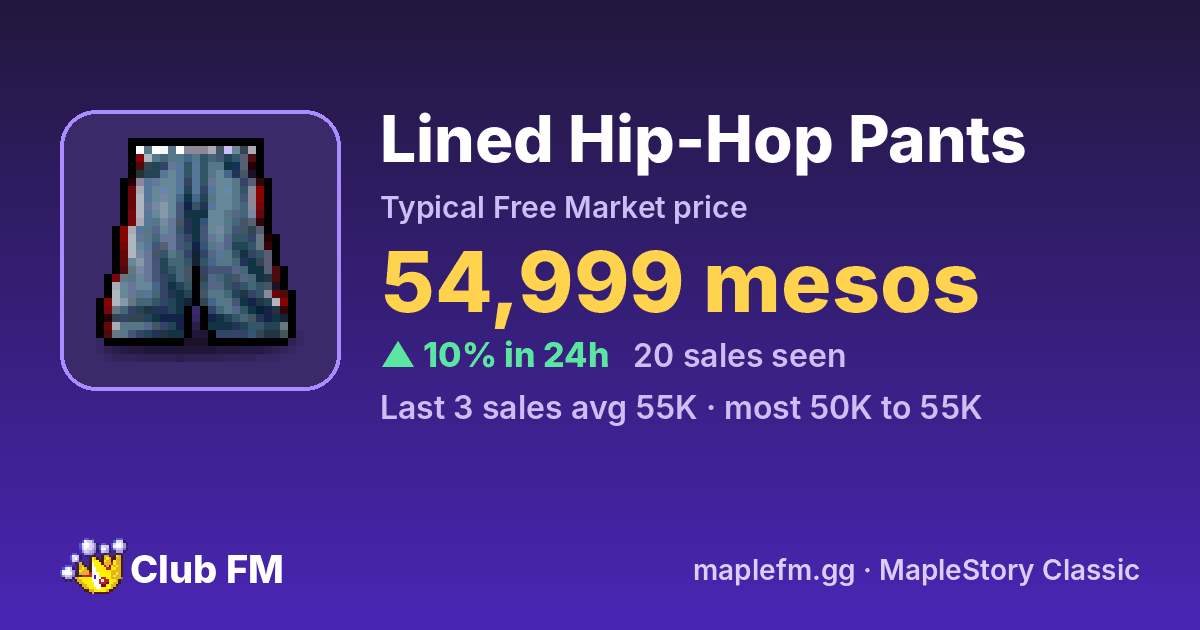 Lined Hip-Hop Pants
Typical Free Market price
54,999 mesos
▲ 10% in 24h 20 sales seen
Last 3 sales avg 55K · most 50K to 55K
Club FM
maplefm.gg · MapleStory Classic